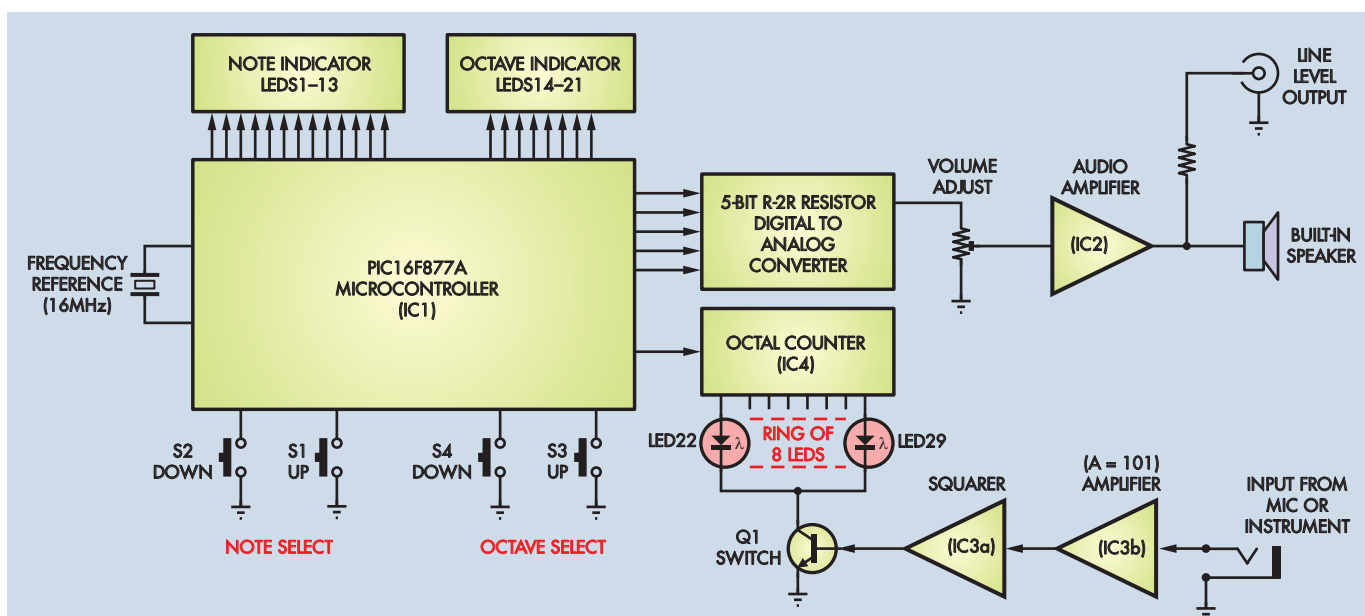 NOTE INDICATOR
LEDS1–13
OCTAVE INDICATOR
LEDS14–21
LINE
LEVEL
OUTPUT
FREQUENCY
REFERENCE
(16MHz)
PIC16F877A
MICROCONTROLLER
(IC1)
5-BIT R-2R RESISTOR
DIGITAL TO
ANALOG
CONVERTER
VOLUME
ADJUST
AUDIO
AMPLIFIER
(IC2)
BUILT-IN
SPEAKER
OCTAL COUNTER
(IC4)
S2
DOWN
S1
UP
S4
DOWN
S3
UP
NOTE SELECT
OCTAVE SELECT
LED22
λ
RING OF
8 LEDS
λ
LED29
Q1
SWITCH
SQUARER
(IC3a)
(A = 101)
AMPLIFIER
(IC3b)
INPUT FROM
MIC OR
INSTRUMENT